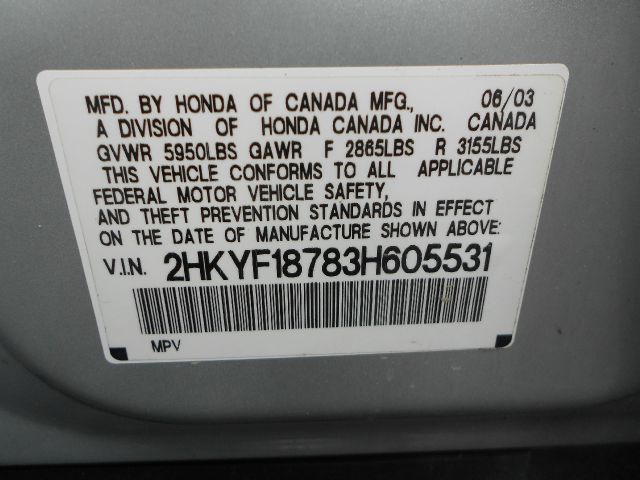 MFD. BY HONDA OF CANADA MFG., 06/03
A DIVISION OF HONDA CANADA INC. CANADA
GVWR 5950LBS GAWR F 2865LBS R 3155LBS
THIS VEHICLE CONFORMS TO ALL APPLICABLE
FEDERAL MOTOR VEHICLE SAFETY,
AND THEFT PREVENTION STANDARDS IN EFFECT
ON THE DATE OF MANUFACTURE SHOWN ABOVE:
V.I.N. 2HKYF18783H605531
MPV